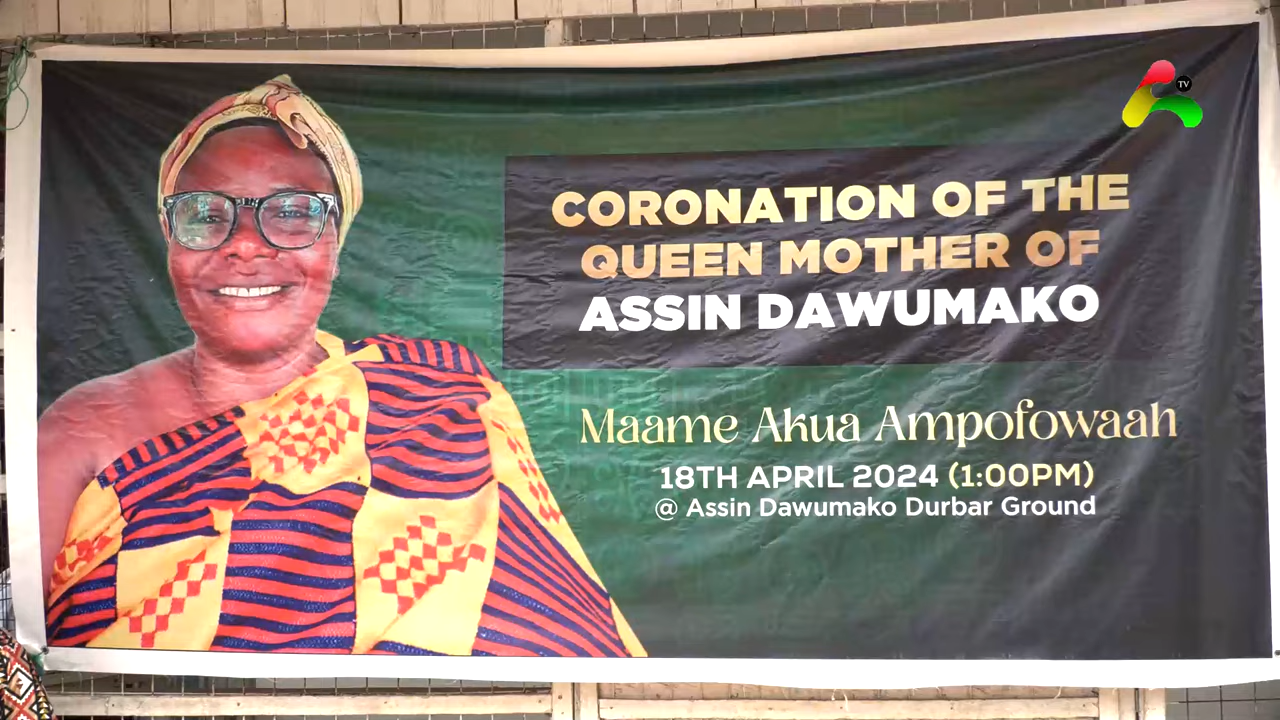 TV
CORONATION OF THE
QUEEN MOTHER OF
ASSIN DAWUMAKO
Maame Akua Ampofowaah
18TH APRIL 2024 (1:00PM)
@ Assin Dawumako Durbar Ground